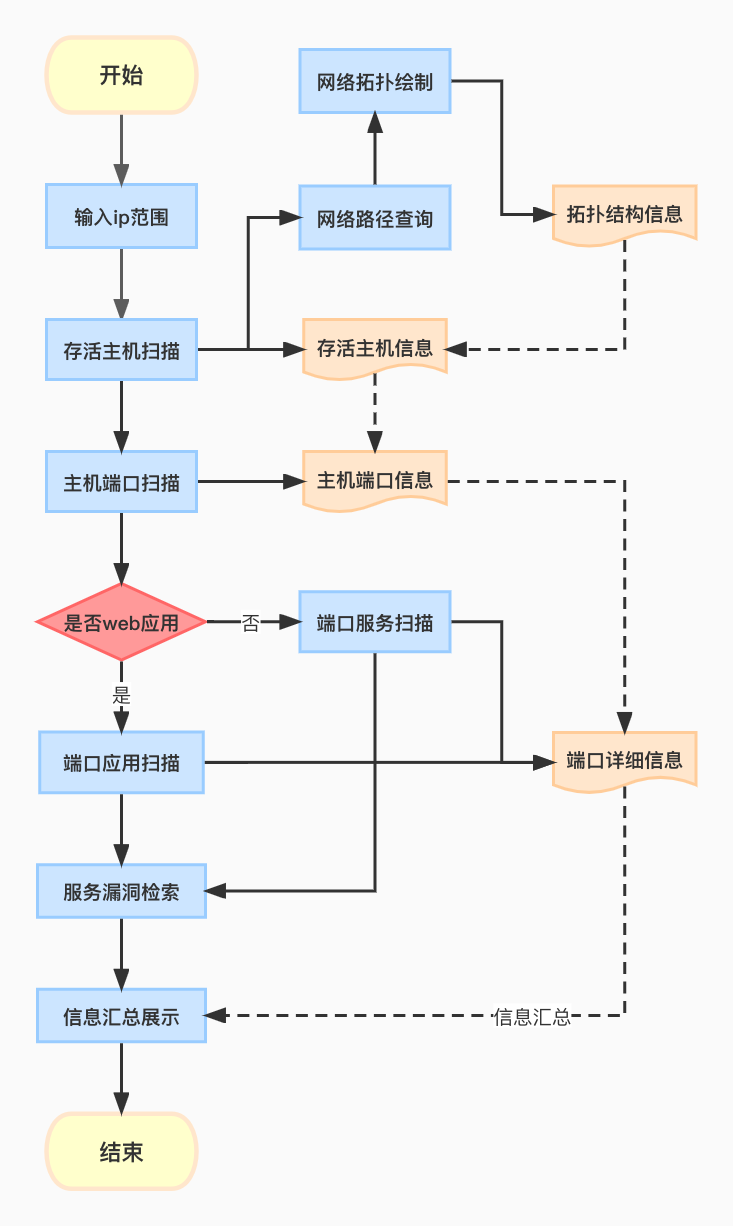 开始
网络拓扑绘制
输入ip范围
网络路径查询
拓扑结构信息
存活主机扫描
存活主机信息
主机端口扫描
主机端口信息
是否web应用
否
端口服务扫描
是
端口应用扫描
端口详细信息
服务漏洞检索
信息汇总展示
信息汇总
结束